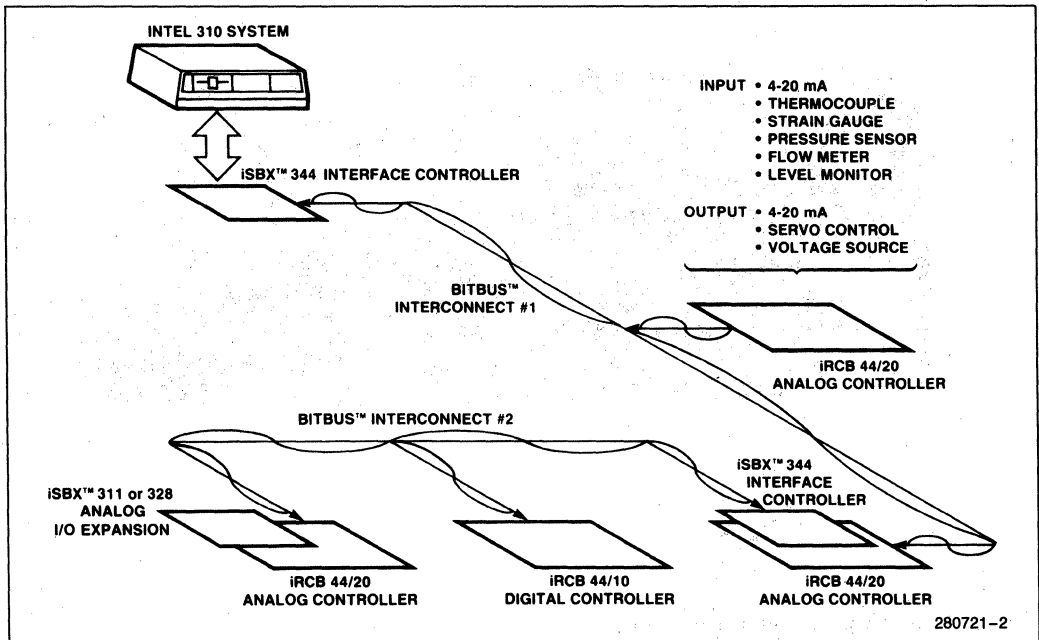 INTEL 310 SYSTEM
iSBX™ 344 INTERFACE CONTROLLER
INPUT • 4-20 mA
• THERMOCOUPLE
• STRAIN GAUGE
• PRESSURE SENSOR
• FLOW METER
• LEVEL MONITOR
OUTPUT • 4-20 mA
• SERVO CONTROL
• VOLTAGE SOURCE
BITBUS™
INTERCONNECT #1
iRCB 44/20
ANALOG CONTROLLER
BITBUS™ INTERCONNECT #2
iSBX™ 311 or 328
ANALOG
I/O EXPANSION
iRCB 44/20
ANALOG CONTROLLER
iRCB 44/10
DIGITAL CONTROLLER
iSBX™ 344
INTERFACE
CONTROLLER
iRCB 44/20
ANALOG CONTROLLER
280721-2